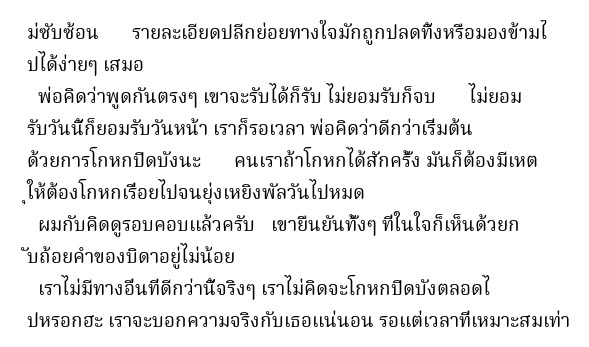 ม่ซับซ้อน รายละเอียดปลีกย่อยทางใจมักถูกปลดทิ้งหรือมองข้ามไ
ปได้ง่ายๆ เสมอ
พ่อคิดว่าพูดกันตรงๆ เขาจะรับได้ก็รับ ไม่ยอมรับก็จบ ไม่ยอม
รับวันนี้ก็ยอมรับวันหน้า เราก็รอเวลา พ่อคิดว่าดีกว่าเริ่มต้น
ด้วยการโกหกปิดบังนะ คนเราถ้าโกหกได้สักครั้ง มันก็ต้องมีเหต
ุให้ต้องโกหกเรื่อยไปจนยุ่งเหยิงพัลวันไปหมด
ผมกับคิดดูรอบคอบแล้วครับ เขายืนยันทั้งๆ ที่ในใจก็เห็นด้วยก
ับถ้อยคำของบิดาอยู่ไม่น้อย
เราไม่มีทางอื่นที่ดีกว่านี้จริงๆ เราไม่คิดจะโกหกปิดบังตลอดไ
ปหรอกฮะ เราจะบอกความจริงกับเธอแน่นอน รอแต่เวลาที่เหมาะสมเท่า